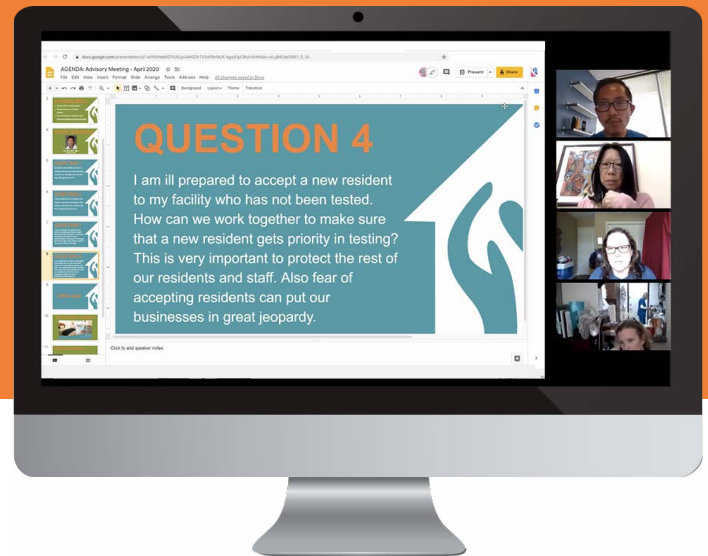 AGENDA: Advisory Meeting - April 2020
File Edit View Insert Format Slide Arrange Tools Add-ons Help All changes saved in Drive
Present
Share
Background Layout Theme Transition
QUESTION 4
I am ill prepared to accept a new resident
to my facility who has not been tested.
How can we work together to make sure
that a new resident gets priority in testing?
This is very important to protect the rest of
our residents and staff. Also fear of
accepting residents can put our
businesses in great jeopardy.
Click to add speaker notes